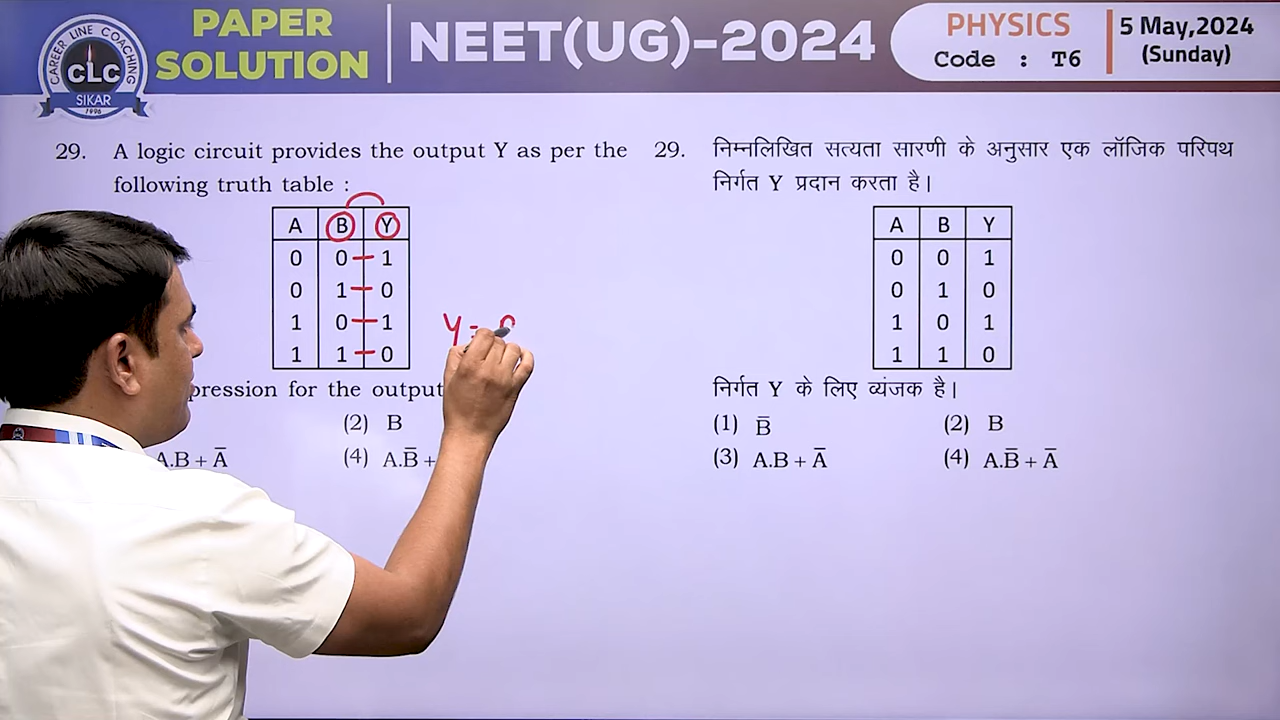 CAREER LINE COACHING
CLC
SIKAR
1996
PAPER
SOLUTION
NEET(UG)-2024
PHYSICS
Code : T6
5 May,2024
(Sunday)
29. A logic circuit provides the output Y as per the
following truth table :
A B Y
0 0 1
0 1 0
1 0 1
1 1 0
Y =
pression for the output
(2) B
A.B + A̅
(4) A.B̅ +
29. निम्नलिखित सत्यता सारणी के अनुसार एक लॉजिक परिपथ
निर्गत Y प्रदान करता है।
A B Y
0 0 1
0 1 0
1 0 1
1 1 0
निर्गत Y के लिए व्यंजक है।
(1) B̅ (2) B
(3) A.B + A̅ (4) A.B̅ + A̅